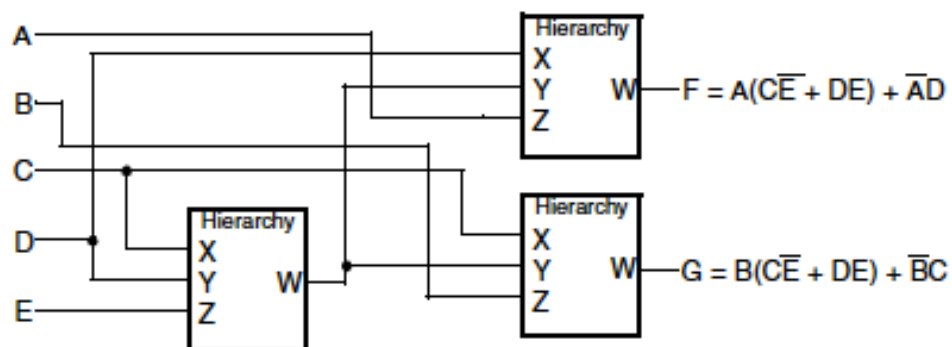 A
B
C
D
E
Hierarchy
X
Y
Z
W
F = A(CE̅ + DE) + A̅D
Hierarchy
X
Y
Z
W
G = B(CE̅ + DE) + B̅C
Hierarchy
X
Y
Z
W